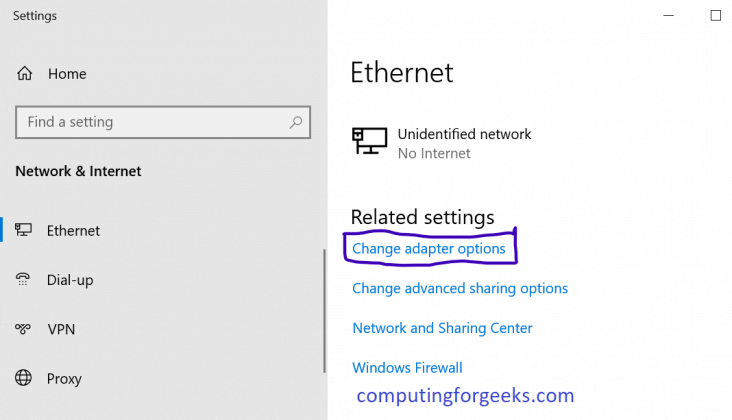 Settings
Home
Find a setting
Network & Internet
Ethernet
Dial-up
VPN
Proxy
Ethernet
Unidentified network
No Internet
Related settings
Change adapter options
Change advanced sharing options
Network and Sharing Center
Windows Firewall
computingforgeeks.com